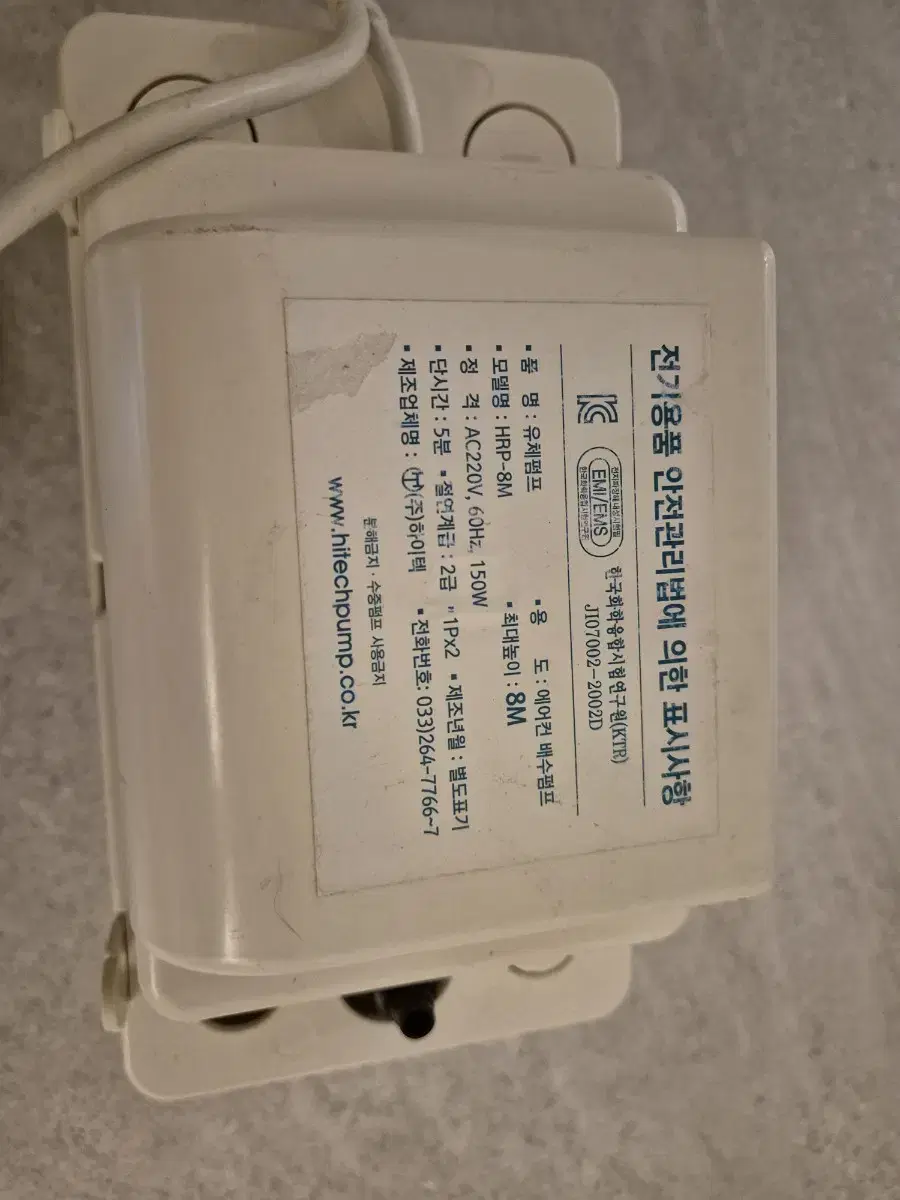 전기용품 안전관리법에 의한 표시사항
EMI/EMS
한국화학융합시험연구원(KTR)
JI07002-2002D
▪ 품 명 : 유체펌프 ▪ 용 도 : 에어컨 배수펌프
▪ 모델명 : HRP-8M ▪ 최대높이 : 8M
▪ 정 격 : AC220V, 60Hz, 150W
▪ 단시간 : 5분 ▪ 절연계급 : 2급 ▪ 1Px2 ▪ 제조년월 : 별도표기
▪ 제조업체명 : (주)하이텍 ▪ 전화번호: 033)264-7766~7
분해금지 · 수중펌프 사용금지
www.hitechpump.co.kr